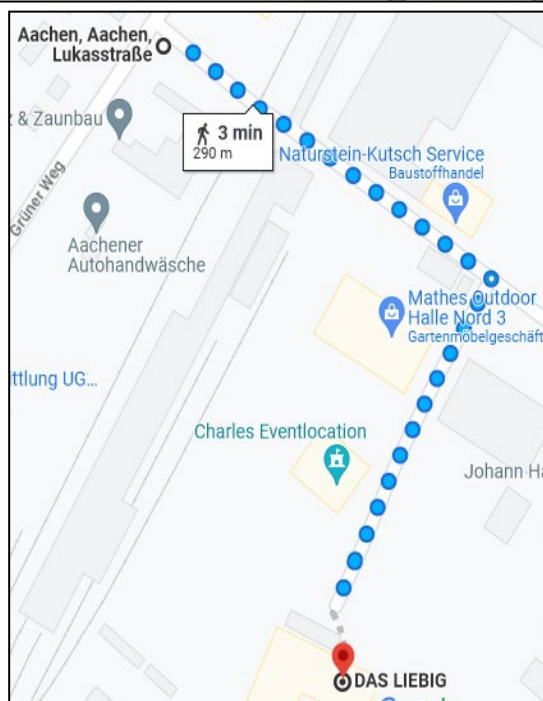 Aachen, Aachen,
Lukasstraße
z & Zaunbau
3 min
290 m
Naturstein-Kutsch Service
Baustoffhandel
Grüner Weg
Aachener
Autohandwäsche
Mathes Outdoor
Halle Nord 3
Gartenmöbelgeschäft
ittlung UG...
Charles Eventlocation
Johann Ha
DAS LIEBIG